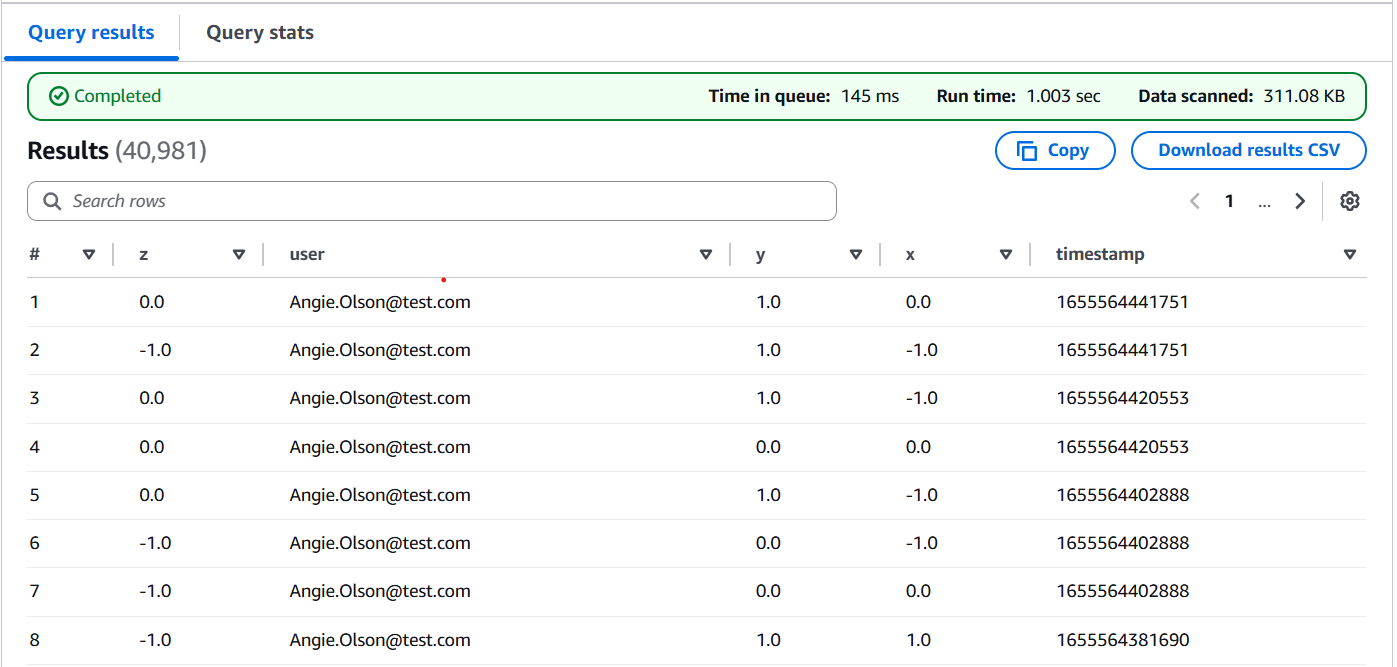 Query results Query stats
Completed Time in queue: 145 ms Run time: 1.003 sec Data scanned: 311.08 KB
Results (40,981) Copy Download results CSV
Search rows 1 ...
# z user y x timestamp
1 0.0 Angie.Olson@test.com 1.0 0.0 1655564441751
2 -1.0 Angie.Olson@test.com 1.0 -1.0 1655564441751
3 0.0 Angie.Olson@test.com 1.0 -1.0 1655564420553
4 0.0 Angie.Olson@test.com 0.0 0.0 1655564420553
5 0.0 Angie.Olson@test.com 1.0 -1.0 1655564402888
6 -1.0 Angie.Olson@test.com 0.0 -1.0 1655564402888
7 -1.0 Angie.Olson@test.com 0.0 0.0 1655564402888
8 -1.0 Angie.Olson@test.com 1.0 1.0 1655564381690